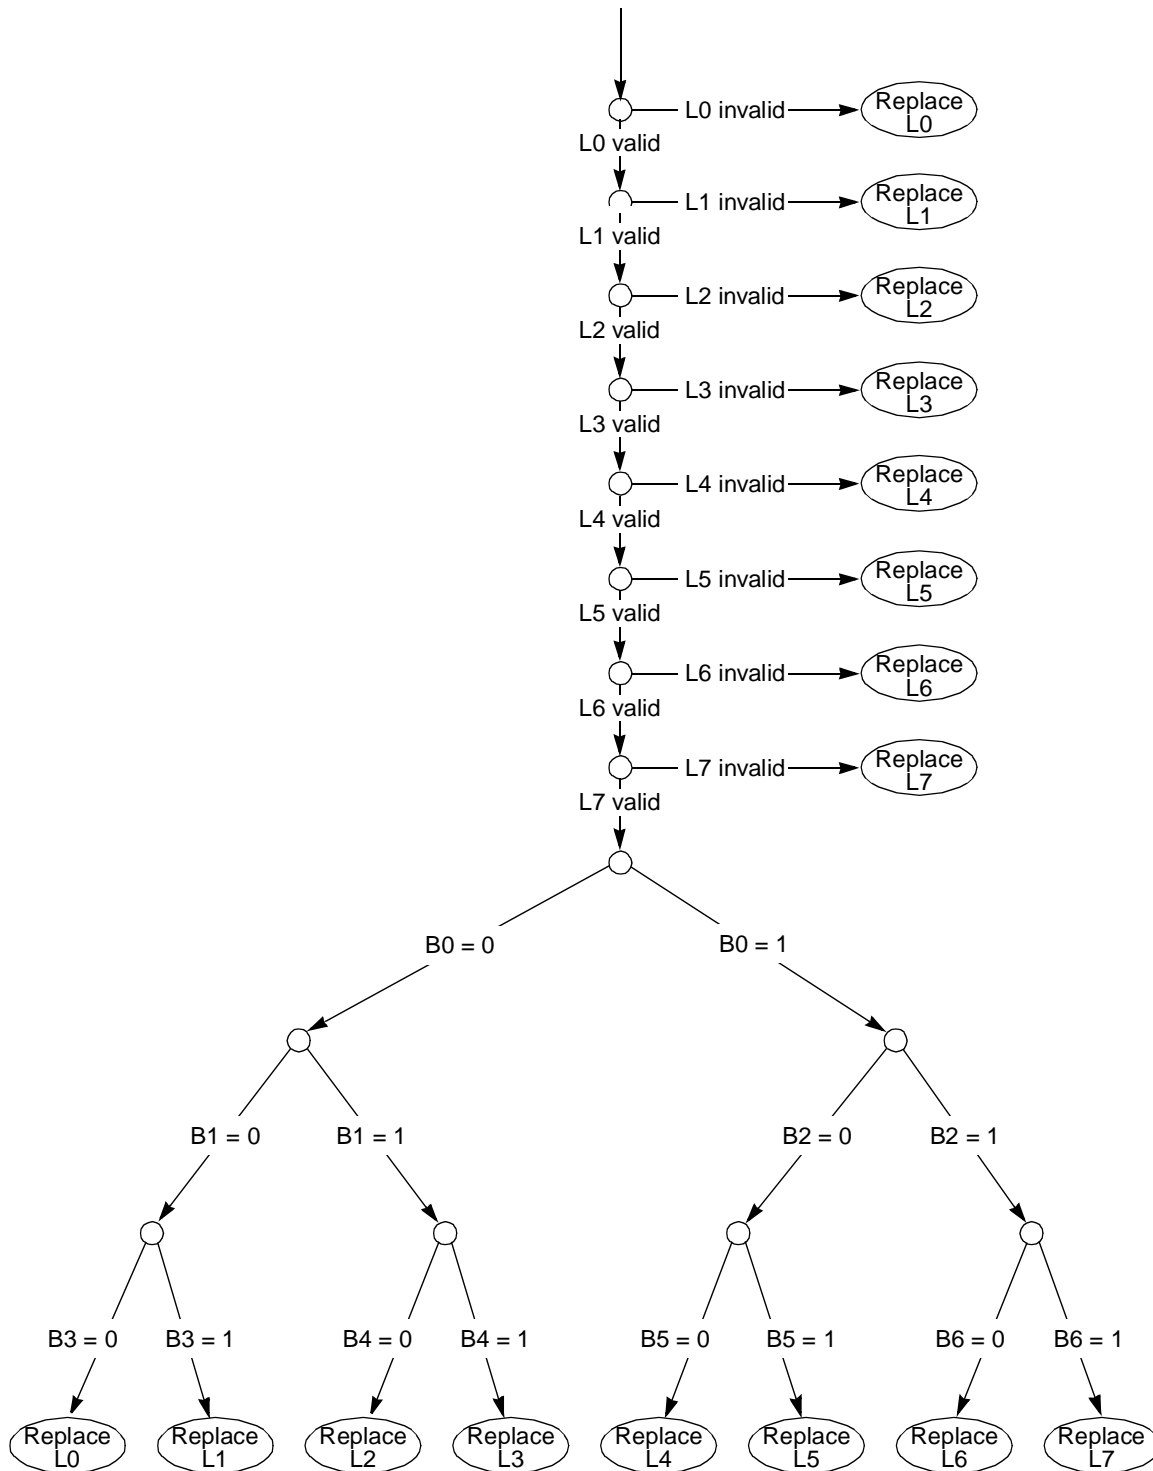 L0 invalid
Replace
L0
L0 valid
L1 invalid
Replace
L1
L1 valid
L2 invalid
Replace
L2
L2 valid
L3 invalid
Replace
L3
L3 valid
L4 invalid
Replace
L4
L4 valid
L5 invalid
Replace
L5
L5 valid
L6 invalid
Replace
L6
L6 valid
L7 invalid
Replace
L7
L7 valid
B0 = 0
B0 = 1
B1 = 0
B1 = 1
B2 = 0
B2 = 1
B3 = 0
B3 = 1
B4 = 0
B4 = 1
B5 = 0
B5 = 1
B6 = 0
B6 = 1
Replace
L0
Replace
L1
Replace
L2
Replace
L3
Replace
L4
Replace
L5
Replace
L6
Replace
L7